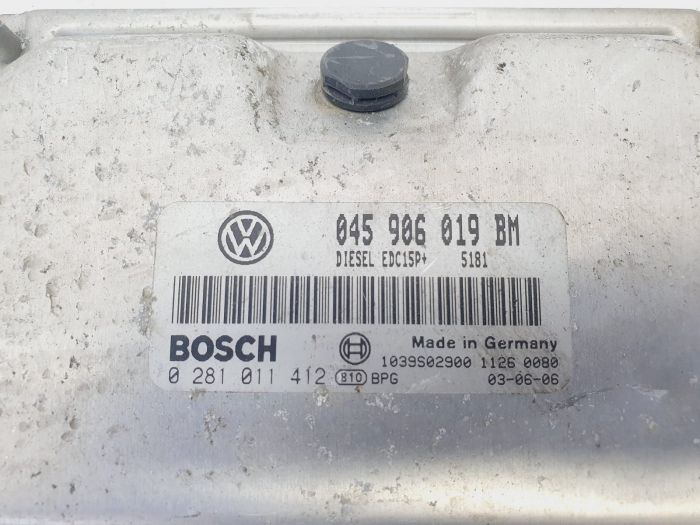 045 906 019 BM
DIESEL EDC15P+ 5181
BOSCH
Made in Germany
1039S02900 1126 0080
0 281 011 412 810 BPG 03-06-06